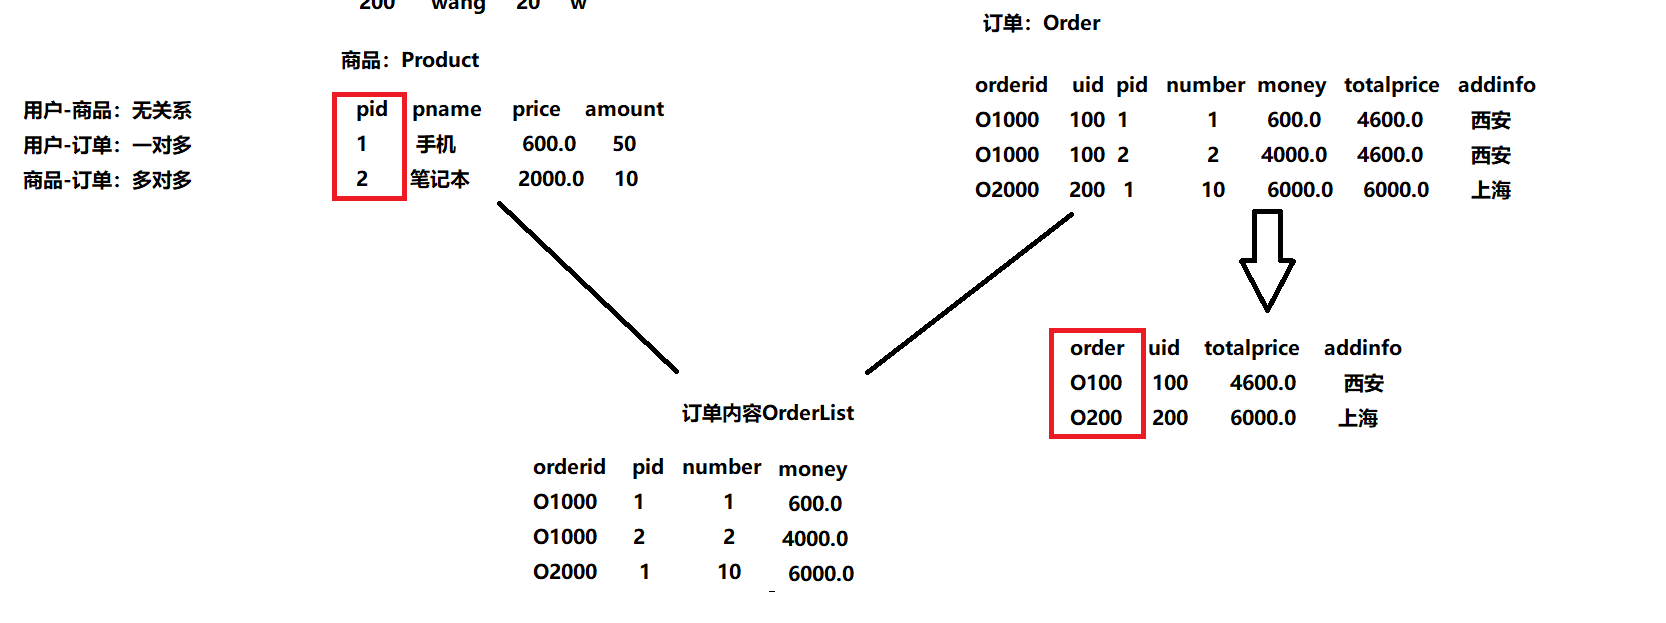 200 wang 20 w
订单：Order
商品：Product
orderid uid pid number money totalprice addinfo
O1000 100 1 1 600.0 4600.0 西安
O1000 100 2 2 4000.0 4600.0 西安
O2000 200 1 10 6000.0 6000.0 上海
用户-商品：无关系
用户-订单：一对多
商品-订单：多对多
pid pname price amount
1 手机 600.0 50
2 笔记本 2000.0 10
order uid totalprice addinfo
O100 100 4600.0 西安
O200 200 6000.0 上海
订单内容OrderList
orderid pid number money
O1000 1 1 600.0
O1000 2 2 4000.0
O2000 1 10 6000.0